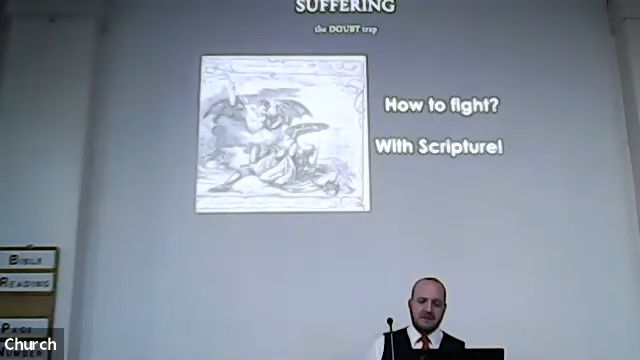 SUFFERING
the DOUBT trap
How to fight?
With Scripture!
BIBLE
READING
PAGE
NUMBER
Church